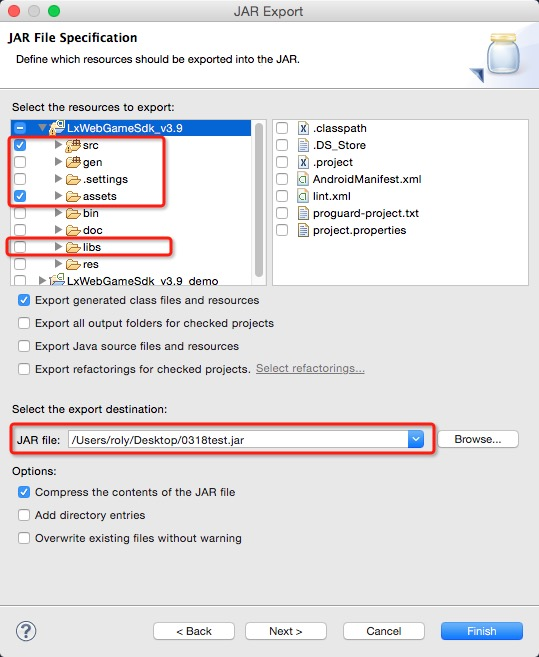 JAR Export
JAR File Specification
Define which resources should be exported into the JAR.
Select the resources to export:
LxWebGameSdk_v3.9
src
gen
.settings
assets
bin
doc
libs
res
LxWebGameSdk_v3.9_demo
.classpath
.DS_Store
.project
AndroidManifest.xml
lint.xml
proguard-project.txt
project.properties
Export generated class files and resources
Export all output folders for checked projects
Export Java source files and resources
Export refactorings for checked projects. Select refactorings...
Select the export destination:
JAR file: /Users/roly/Desktop/0318test.jar Browse...
Options:
Compress the contents of the JAR file
Add directory entries
Overwrite existing files without warning
? < Back Next > Cancel Finish